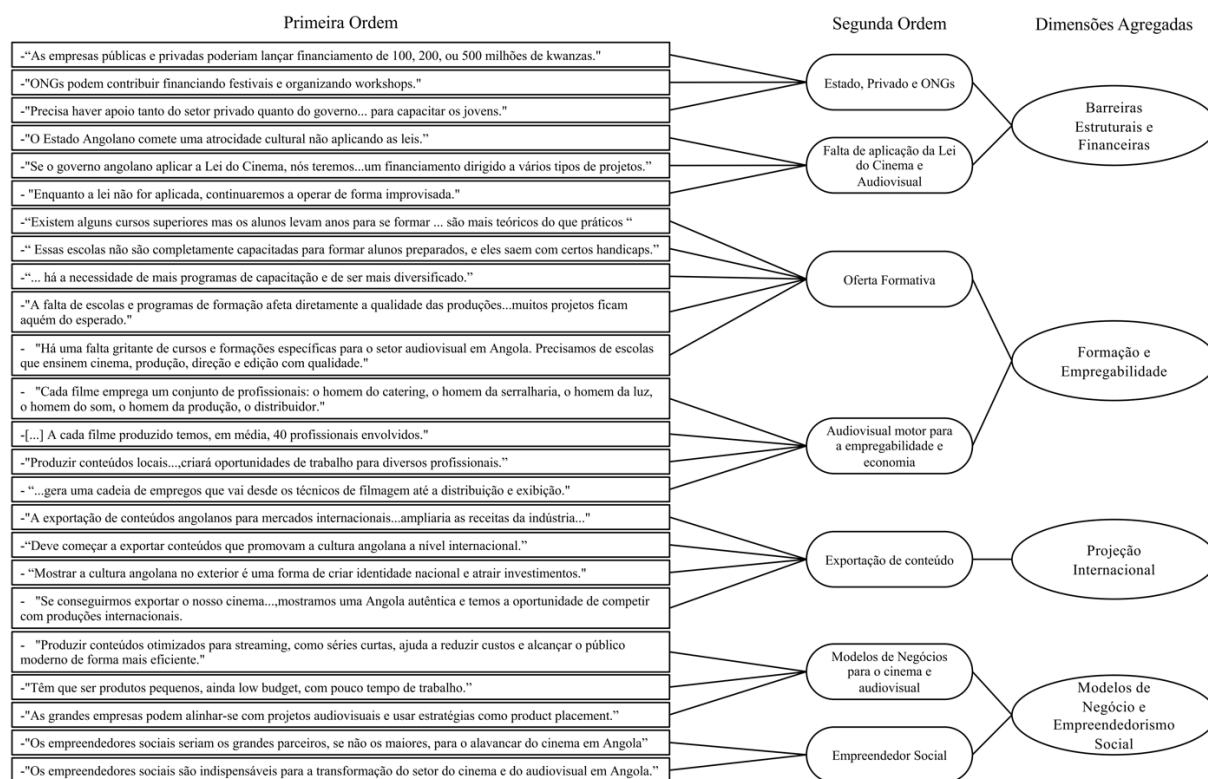 Primeira Ordem
Segunda Ordem
Dimensões Agregadas
-“As empresas públicas e privadas poderiam lançar financiamento de 100, 200, ou 500 milhões de kwanzas."
-"ONGs podem contribuir financiando festivais e organizando workshops."
-"Precisa haver apoio tanto do setor privado quanto do governo... para capacitar os jovens."
-"O Estado Angolano comete uma atrocidade cultural não aplicando as leis.”
-"Se o governo angolano aplicar a Lei do Cinema, nós teremos...um financiamento dirigido a vários tipos de projetos.”
- "Enquanto a lei não for aplicada, continuaremos a operar de forma improvisada."
-“Existem alguns cursos superiores mas os alunos levam anos para se formar ... são mais teóricos do que práticos “
-“ Essas escolas não são completamente capacitadas para formar alunos preparados, e eles saem com certos handicaps.”
-“... há a necessidade de mais programas de capacitação e de ser mais diversificado.”
-"A falta de escolas e programas de formação afeta diretamente a qualidade das produções...muitos projetos ficam
aquém do esperado."
- "Há uma falta gritante de cursos e formações específicas para o setor audiovisual em Angola. Precisamos de escolas
que ensinem cinema, produção, direção e edição com qualidade."
- "Cada filme emprega um conjunto de profissionais: o homem do catering, o homem da serralharia, o homem da luz,
o homem do som, o homem da produção, o distribuidor."
-[...] A cada filme produzido temos, em média, 40 profissionais envolvidos."
-"Produzir conteúdos locais...,criará oportunidades de trabalho para diversos profissionais.”
-“...gera uma cadeia de empregos que vai desde os técnicos de filmagem até a distribuição e exibição."
-"A exportação de conteúdos angolanos para mercados internacionais...ampliaria as receitas da indústria..."
-“Deve começar a exportar conteúdos que promovam a cultura angolana a nível internacional.”
-“Mostrar a cultura angolana no exterior é uma forma de criar identidade nacional e atrair investimentos."
- "Se conseguirmos exportar o nosso cinema...,mostramos uma Angola autêntica e temos a oportunidade de competir
com produções internacionais.
- "Produzir conteúdos otimizados para streaming, como séries curtas, ajuda a reduzir custos e alcançar o público
moderno de forma mais eficiente."
-"Têm que ser produtos pequenos, ainda low budget, com pouco tempo de trabalho.”
-"As grandes empresas podem alinhar-se com projetos audiovisuais e usar estratégias como product placement.”
-"Os empreendedores sociais seriam os grandes parceiros, se não os maiores, para o alavancar do cinema em Angola”
-"Os empreendedores sociais são indispensáveis para a transformação do setor do cinema e do audiovisual em Angola.”
Estado, Privado e ONGs
Falta de aplicação da Lei
do Cinema e
Audiovisual
Oferta Formativa
Audiovisual motor para
a empregabilidade e
economia
Exportação de conteúdo
Modelos de Negócios
para o cinema e
audiovisual
Empreendedor Social
Barreiras
Estruturais e
Financeiras
Formação e
Empregabilidade
Projeção
Internacional
Modelos de
Negócio e
Empreendedorismo
Social